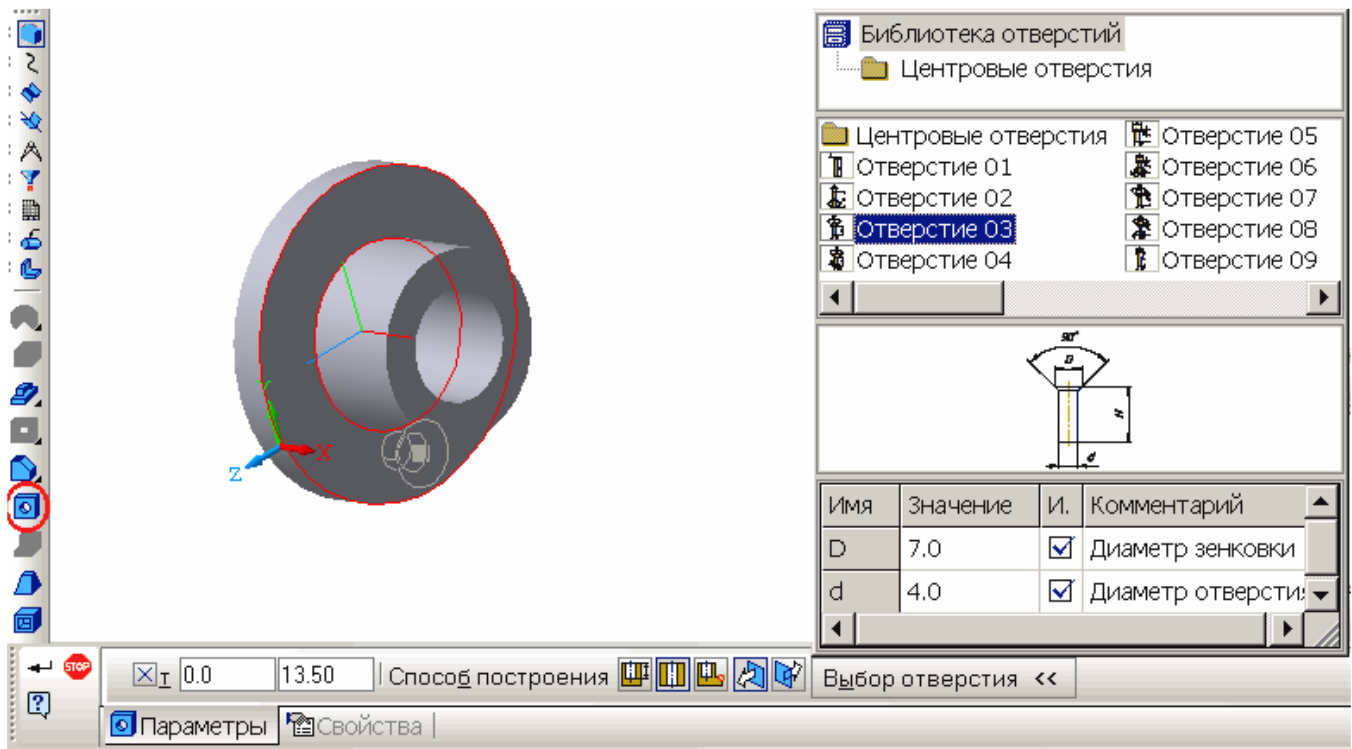 Библиотека отверстий
Центровые отверстия
Центровые отверстия
Отверстие 01
Отверстие 02
Отверстие 03
Отверстие 04
Отверстие 05
Отверстие 06
Отверстие 07
Отверстие 08
Отверстие 09
90°
D
H
d
Y
X
Z
Имя Значение И. Комментарий
D 7.0 Диаметр зенковки
d 4.0 Диаметр отверстия
STOP
т 0.0 13.50 Способ построения
Выбор отверстия <<
Параметры Свойства